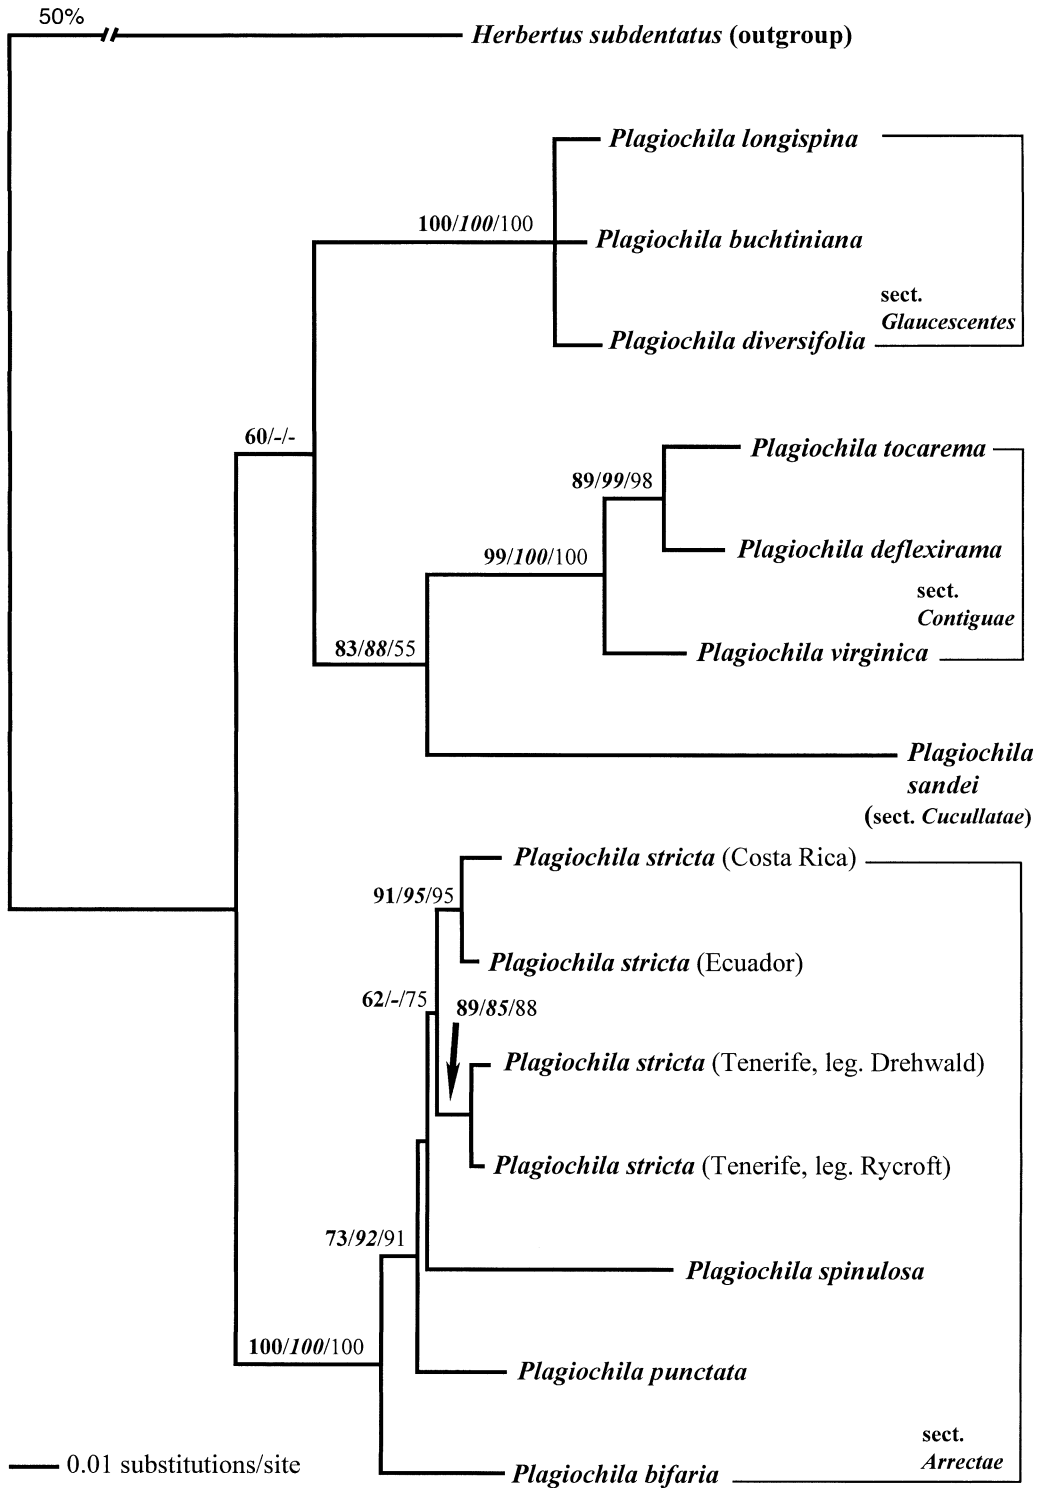 50%
Herbertus subdentatus (outgroup)
Plagiochila longispina
100/100/100
Plagiochila buchtiniana
sect.
Glaucescentes
Plagiochila diversifolia
60/-/-
Plagiochila tocarema
89/99/98
Plagiochila deflexirama
99/100/100
sect.
Contiguae
83/88/55
Plagiochila virginica
Plagiochila
sandei
(sect. Cucullatae)
Plagiochila stricta (Costa Rica)
91/95/95
Plagiochila stricta (Ecuador)
62/-/75
89/85/88
Plagiochila stricta (Tenerife, leg. Drehwald)
Plagiochila stricta (Tenerife, leg. Rycroft)
73/92/91
Plagiochila spinulosa
100/100/100
Plagiochila punctata
sect.
Arrectae
0.01 substitutions/site
Plagiochila bifaria